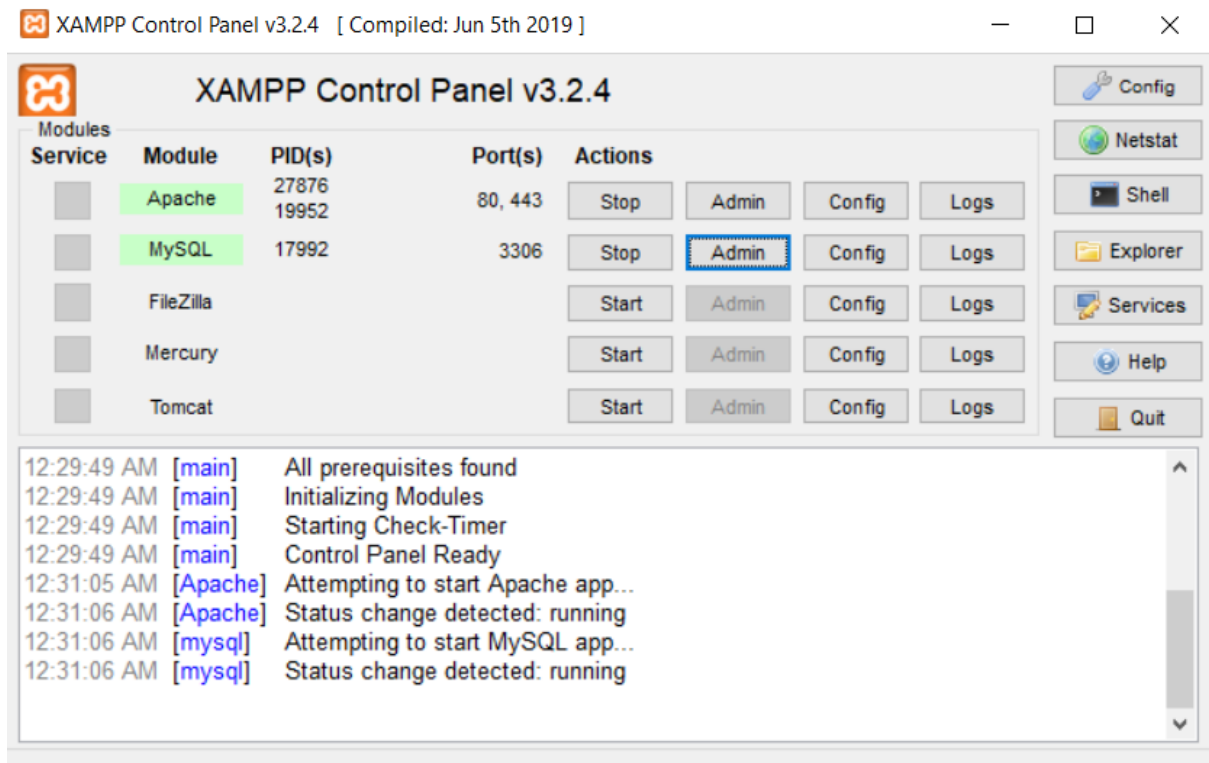 XAMPP Control Panel v3.2.4 [ Compiled: Jun 5th 2019 ]
XAMPP Control Panel v3.2.4
Config
Modules
Service Module PID(s) Port(s) Actions
Netstat
Apache 27876 19952 80, 443 Stop Admin Config Logs
Shell
MySQL 17992 3306 Stop Admin Config Logs
Explorer
FileZilla Start Admin Config Logs
Services
Mercury Start Admin Config Logs
Help
Tomcat Start Admin Config Logs
Quit
12:29:49 AM [main] All prerequisites found
12:29:49 AM [main] Initializing Modules
12:29:49 AM [main] Starting Check-Timer
12:29:49 AM [main] Control Panel Ready
12:31:05 AM [Apache] Attempting to start Apache app...
12:31:06 AM [Apache] Status change detected: running
12:31:06 AM [mysql] Attempting to start MySQL app...
12:31:06 AM [mysql] Status change detected: running